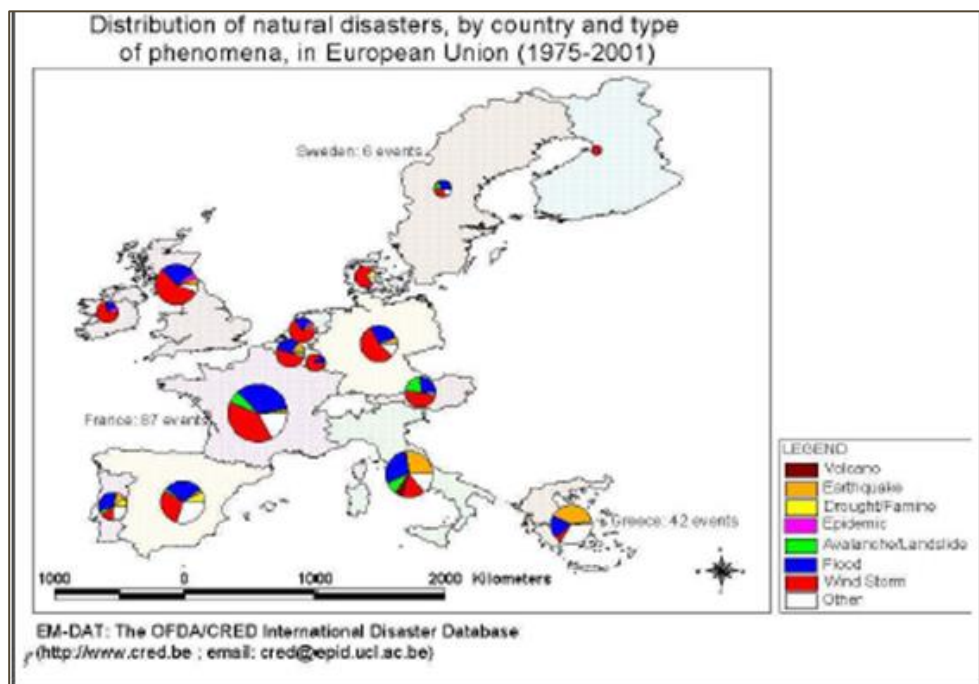 Distribution of natural disasters, by country and type
of phenomena, in European Union (1975-2001)
Sweden: 6 events
France: 87 events
Greece: 42 events
LEGEND
Volcano
Earthquake
Drought/Famine
Epidemic
Avalanche/Landslide
Flood
Wind Storm
Other
1000 0 1000 2000 Kilometers
EM-DAT: The OFDA/CRED International Disaster Database
(http://www.cred.be ; email: cred@epid.ucl.ac.be)